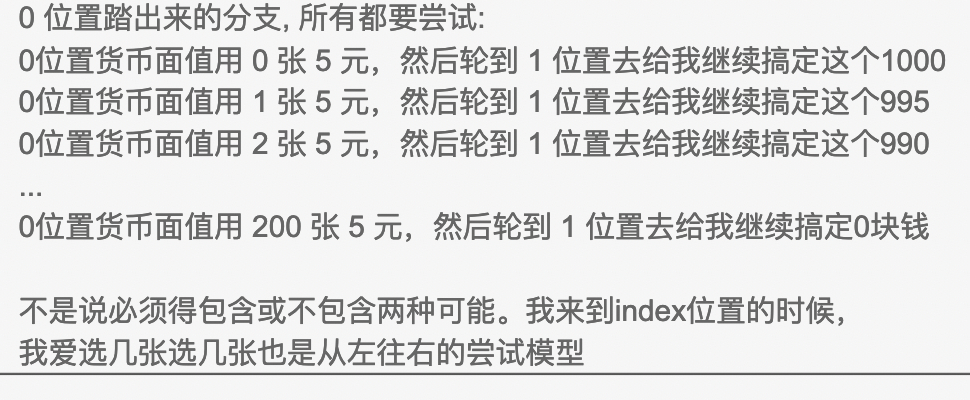 0 位置踏出来的分支, 所有都要尝试:
0位置货币面值用 0 张 5 元，然后轮到 1 位置去给我继续搞定这个1000
0位置货币面值用 1 张 5 元，然后轮到 1 位置去给我继续搞定这个995
0位置货币面值用 2 张 5 元，然后轮到 1 位置去给我继续搞定这个990
...
0位置货币面值用 200 张 5 元，然后轮到 1 位置去给我继续搞定0块钱
不是说必须得包含或不包含两种可能。我来到index位置的时候，
我爱选几张选几张也是从左往右的尝试模型